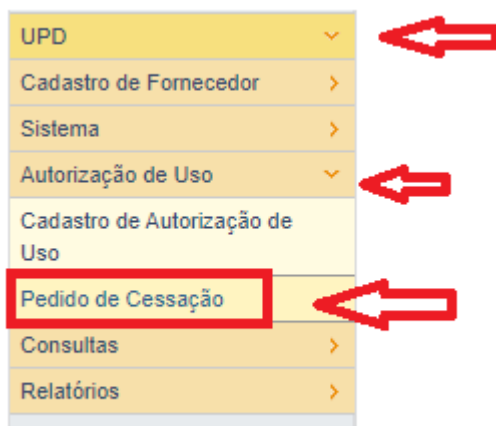 UPD
Cadastro de Fornecedor
Sistema
Autorização de Uso
Cadastro de Autorização de
Uso
Pedido de Cessação
Consultas
Relatórios